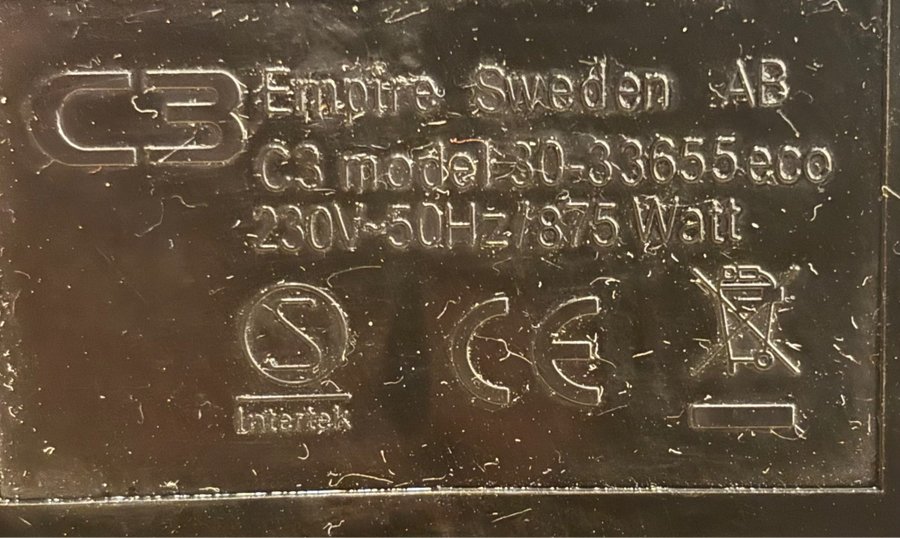 C3 Empire Sweden AB
C3 model 30-33655eco
230V~50Hz/875 Watt
S CE
Intertek